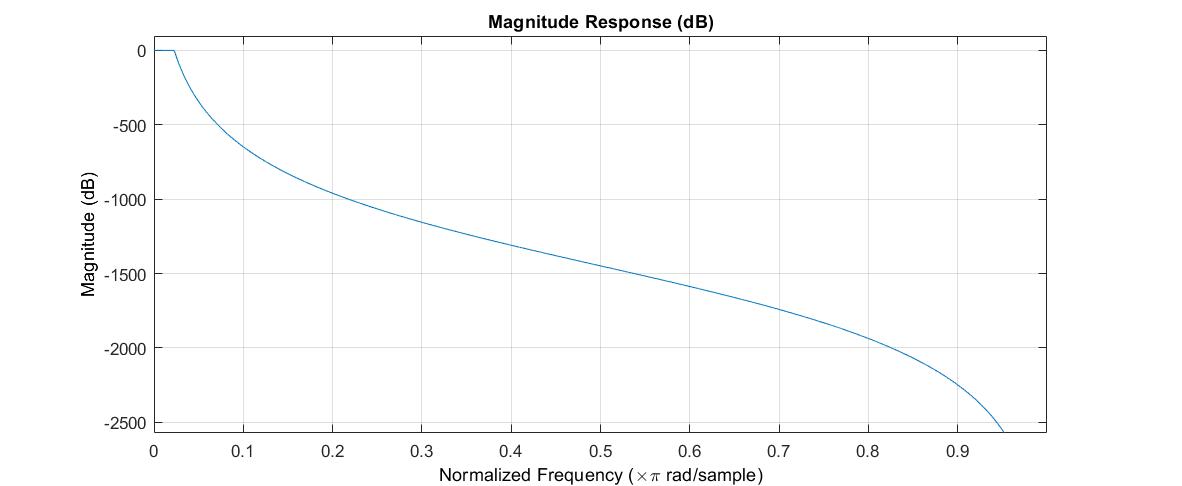 Magnitude Response (dB)
Magnitude (dB)
0
-500
-1000
-1500
-2000
-2500
0 0.1 0.2 0.3 0.4 0.5 0.6 0.7 0.8 0.9
Normalized Frequency (×π rad/sample)